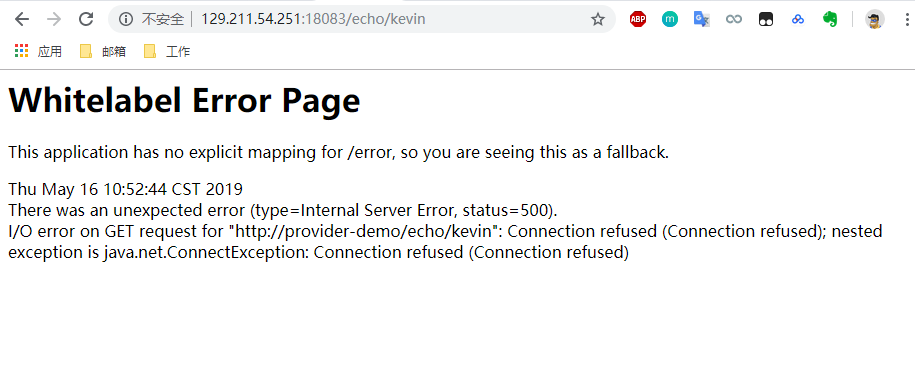 不安全 129.211.54.251:18083/echo/kevin
ABP m
应用 邮箱 工作
Whitelabel Error Page
This application has no explicit mapping for /error, so you are seeing this as a fallback.
Thu May 16 10:52:44 CST 2019
There was an unexpected error (type=Internal Server Error, status=500).
I/O error on GET request for "http://provider-demo/echo/kevin": Connection refused (Connection refused); nested
exception is java.net.ConnectException: Connection refused (Connection refused)